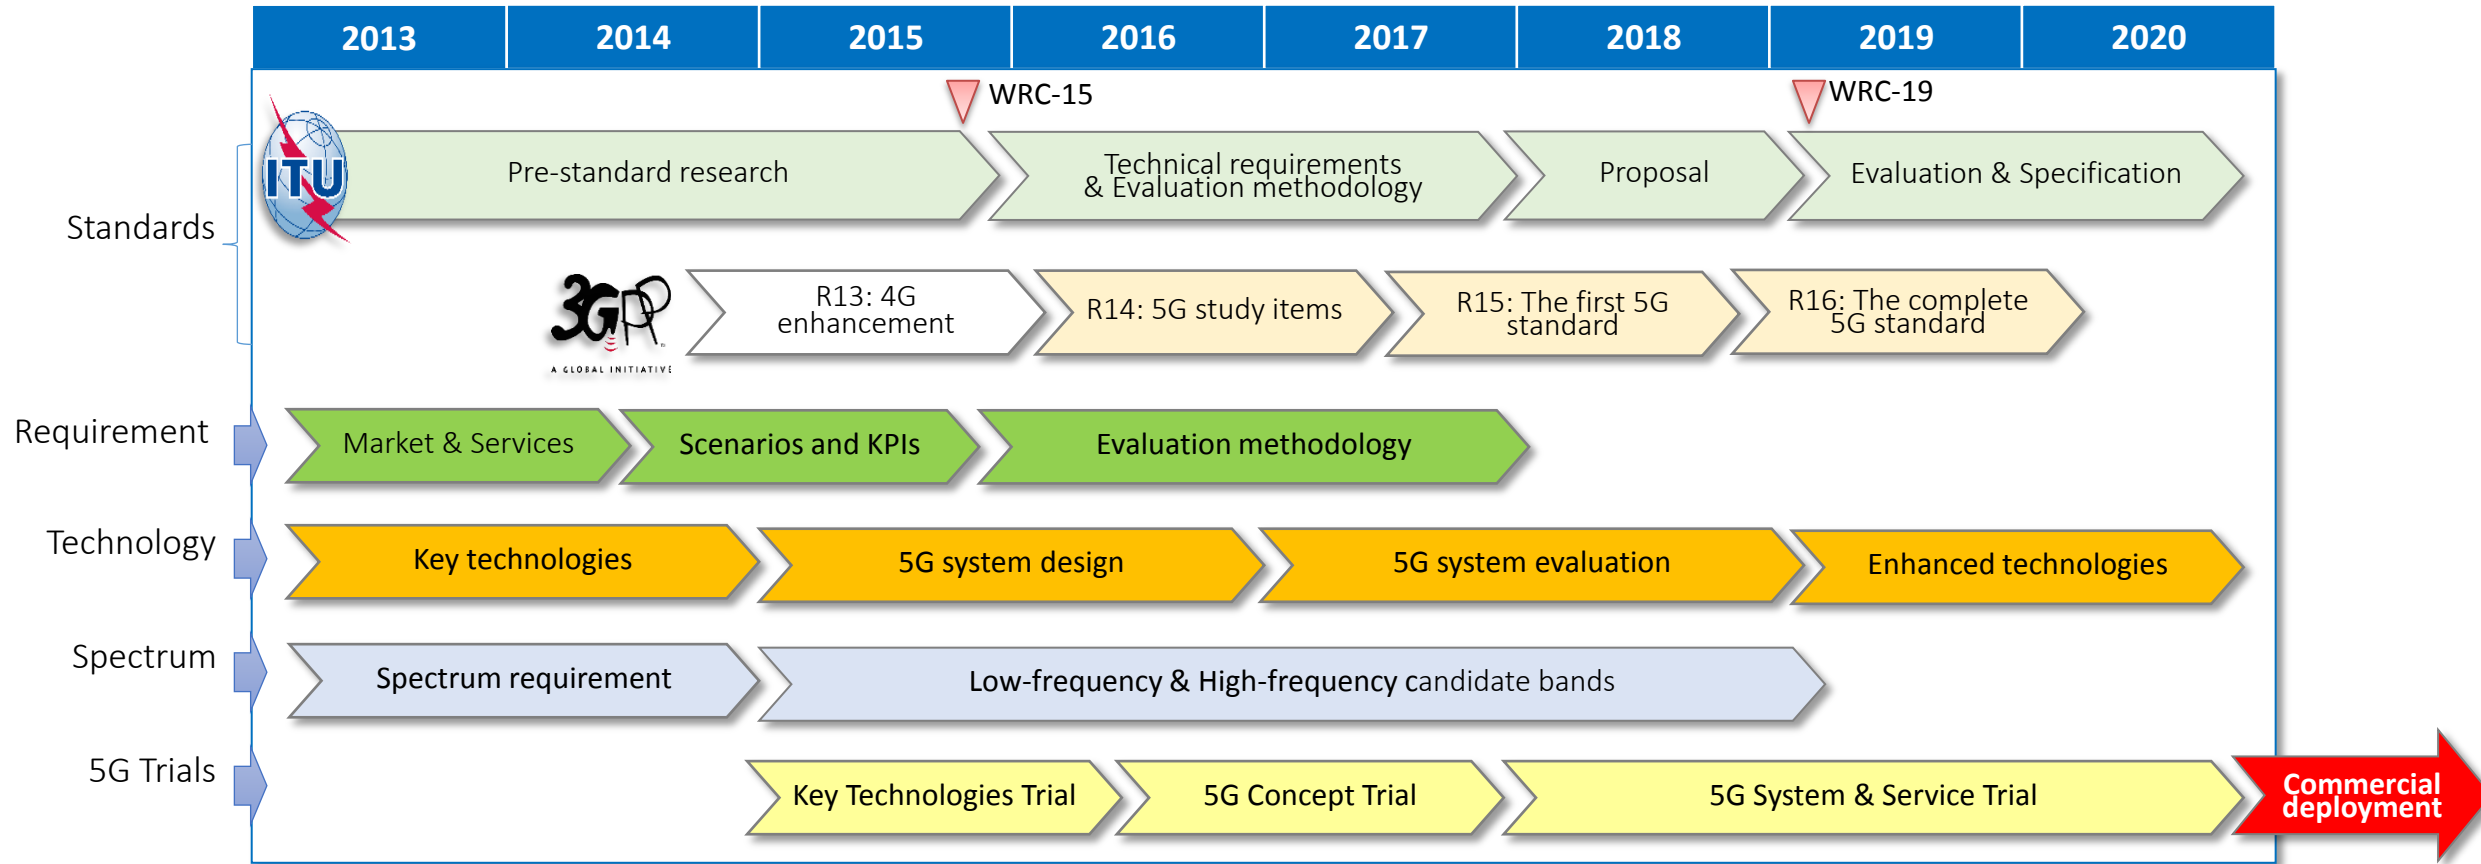 2013 2014 2015 2016 2017 2018 2019 2020
WRC-15
WRC-19
Standards
ITU
Pre-standard research
Technical requirements
& Evaluation methodology
Proposal
Evaluation & Specification
3GPP
A GLOBAL INITIATIVE
R13: 4G
enhancement
R14: 5G study items
R15: The first 5G
standard
R16: The complete
5G standard
Requirement
Market & Services
Scenarios and KPIs
Evaluation methodology
Technology
Key technologies
5G system design
5G system evaluation
Enhanced technologies
Spectrum
Spectrum requirement
Low-frequency & High-frequency candidate bands
5G Trials
Key Technologies Trial
5G Concept Trial
5G System & Service Trial
Commercial
deployment